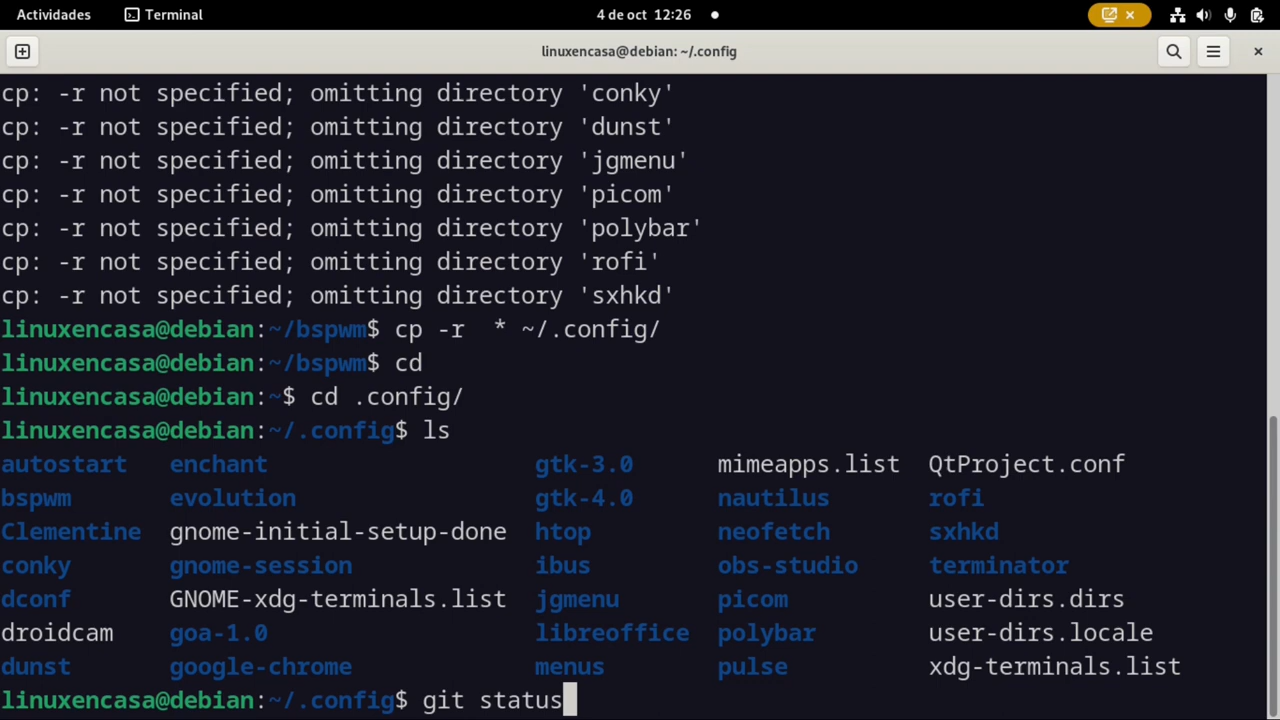 Actividades Terminal 4 de oct 12:26
linuxencasa@debian: ~/.config
cp: -r not specified; omitting directory 'conky'
cp: -r not specified; omitting directory 'dunst'
cp: -r not specified; omitting directory 'jgmenu'
cp: -r not specified; omitting directory 'picom'
cp: -r not specified; omitting directory 'polybar'
cp: -r not specified; omitting directory 'rofi'
cp: -r not specified; omitting directory 'sxhkd'
linuxencasa@debian:~/bspwm$ cp -r  * ~/.config/
linuxencasa@debian:~/bspwm$ cd
linuxencasa@debian:~$ cd .config/
linuxencasa@debian:~/.config$ ls
autostart enchant gtk-3.0 mimeapps.list QtProject.conf
bspwm evolution gtk-4.0 nautilus rofi
Clementine gnome-initial-setup-done htop neofetch sxhkd
conky gnome-session ibus obs-studio terminator
dconf GNOME-xdg-terminals.list jgmenu picom user-dirs.dirs
droidcam goa-1.0 libreoffice polybar user-dirs.locale
dunst google-chrome menus pulse xdg-terminals.list
linuxencasa@debian:~/.config$ git status